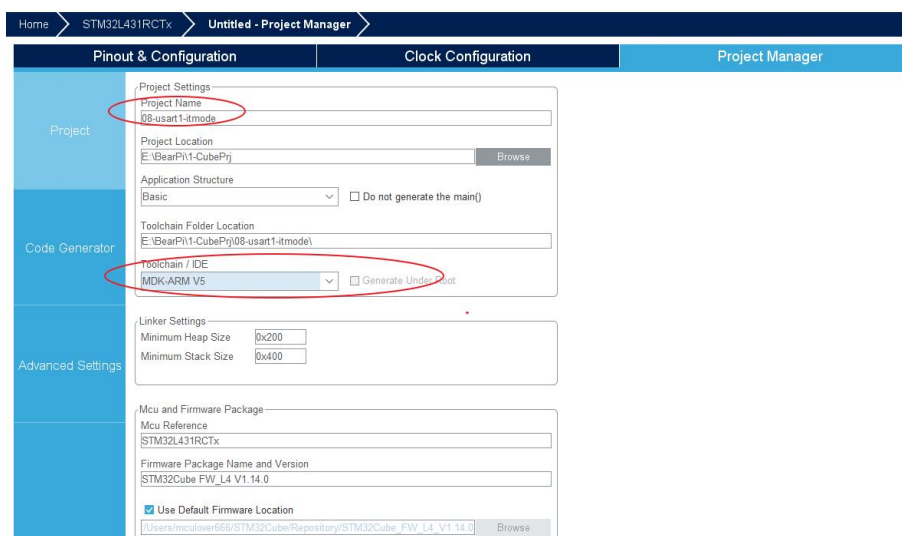 Home STM32L431RCTx Untitled - Project Manager
Pinout & Configuration Clock Configuration Project Manager
Project
Code Generator
Advanced Settings
Project Settings
Project Name
08-usart1-itmode
Project Location
E:\BearPi\1-CubePrj Browse
Application Structure
Basic Do not generate the main()
Toolchain Folder Location
E:\BearPi\1-CubePrj\08-usart1-itmode\
Toolchain / IDE
MDK-ARM V5 Generate Under Root
Linker Settings
Minimum Heap Size 0x200
Minimum Stack Size 0x400
Mcu and Firmware Package
Mcu Reference
STM32L431RCTx
Firmware Package Name and Version
STM32Cube FW_L4 V1.14.0
Use Default Firmware Location
/Users/mculover666/STM32Cube/Repository/STM32Cube_FW_L4_V1.14.0 Browse